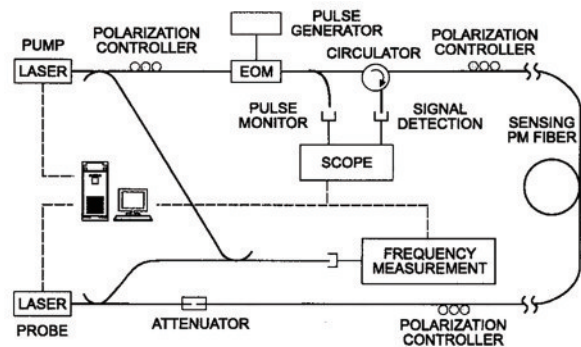 PULSE
GENERATOR
PUMP
POLARIZATION
CONTROLLER
CIRCULATOR
POLARIZATION
CONTROLLER
LASER
EOM
PULSE
MONITOR
SIGNAL
DETECTION
SENSING
PM FIBER
SCOPE
FREQUENCY
MEASUREMENT
LASER
PROBE
ATTENUATOR
POLARIZATION
CONTROLLER